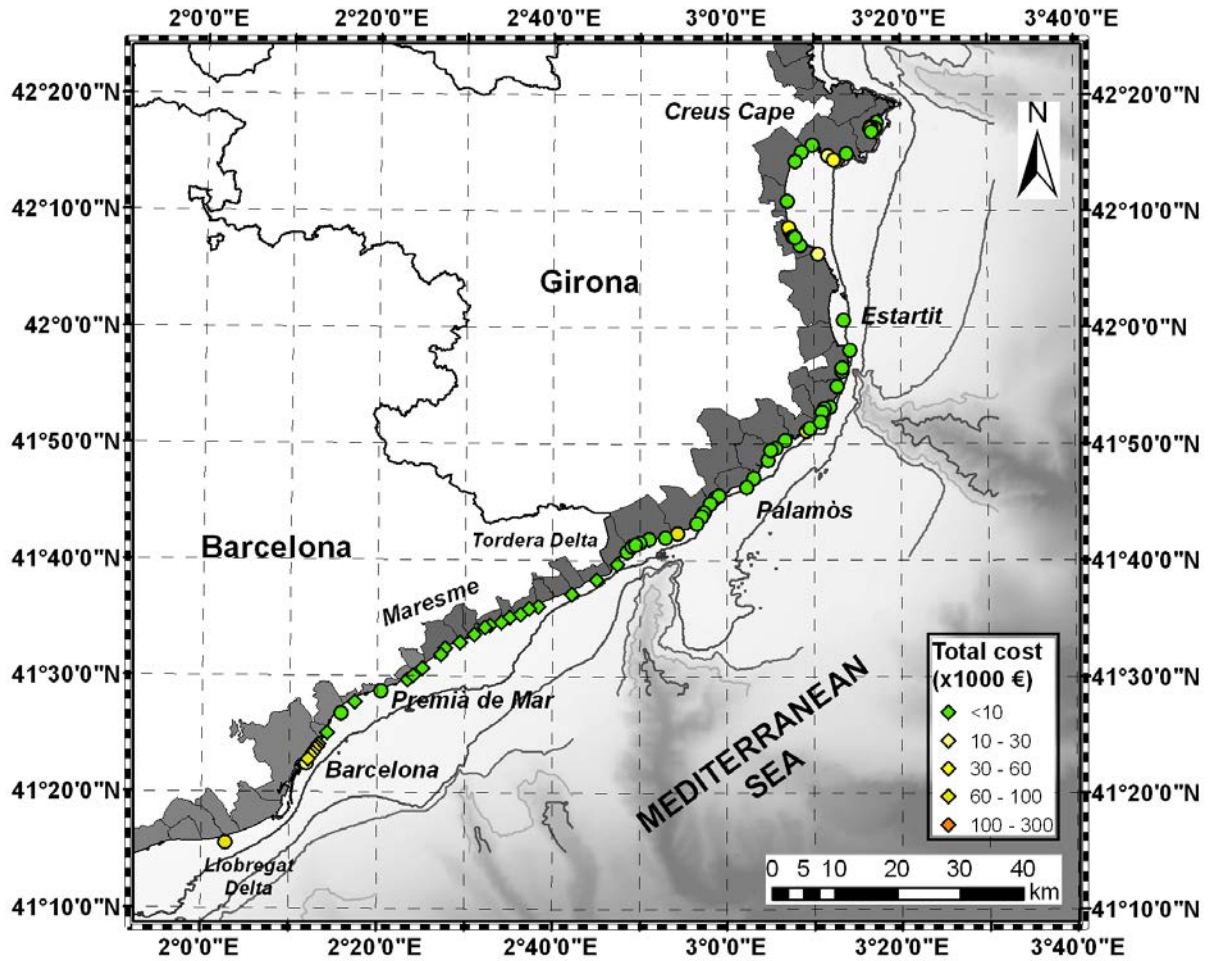 2°0'0"E 2°20'0"E 2°40'0"E 3°0'0"E 3°20'0"E 3°40'0"E
42°20'0"N 42°20'0"N
Creus Cape
N
42°10'0"N 42°10'0"N
Girona
Estartit
42°0'0"N 42°0'0"N
41°50'0"N 41°50'0"N
Palamòs
Barcelona
Tordera Delta
41°40'0"N 41°40'0"N
Maresme
Total cost
(x1000 €)
<10
10 - 30
30 - 60
60 - 100
100 - 300
41°30'0"N 41°30'0"N
Premià de Mar
MEDITERRANEAN
SEA
Barcelona
41°20'0"N 41°20'0"N
Llobregat
Delta
0 5 10 20 30 40
km
41°10'0"N 41°10'0"N
2°0'0"E 2°20'0"E 2°40'0"E 3°0'0"E 3°20'0"E 3°40'0"E